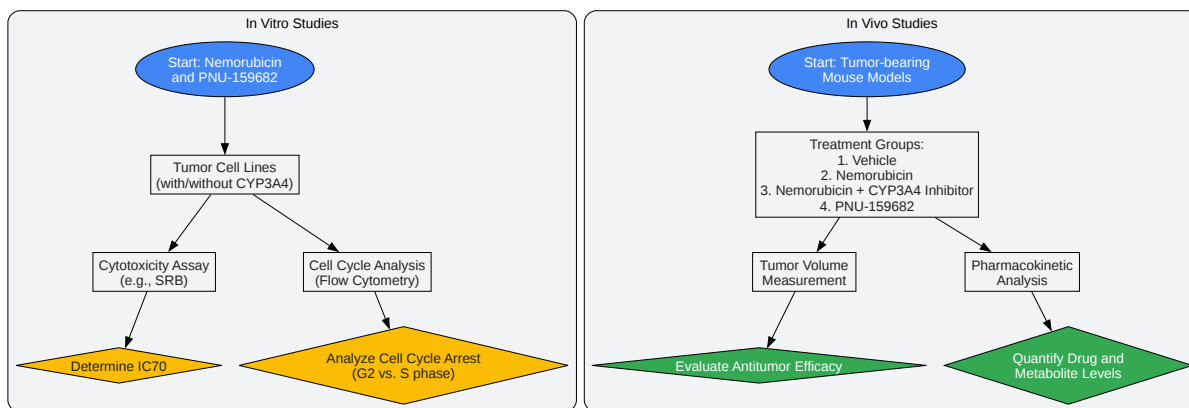 In Vitro Studies
Start: Nemorubicin
and PNU-159682
Tumor Cell Lines
(with/without CYP3A4)
Cytotoxicity Assay
(e.g., SRB)
Cell Cycle Analysis
(Flow Cytometry)
Determine IC70
Analyze Cell Cycle Arrest
(G2 vs. S phase)
In Vivo Studies
Start: Tumor-bearing
Mouse Models
Treatment Groups:
1. Vehicle
2. Nemorubicin
3. Nemorubicin + CYP3A4 Inhibitor
4. PNU-159682
Tumor Volume
Measurement
Pharmacokinetic
Analysis
Evaluate Antitumor Efficacy
Quantify Drug and
Metabolite Levels